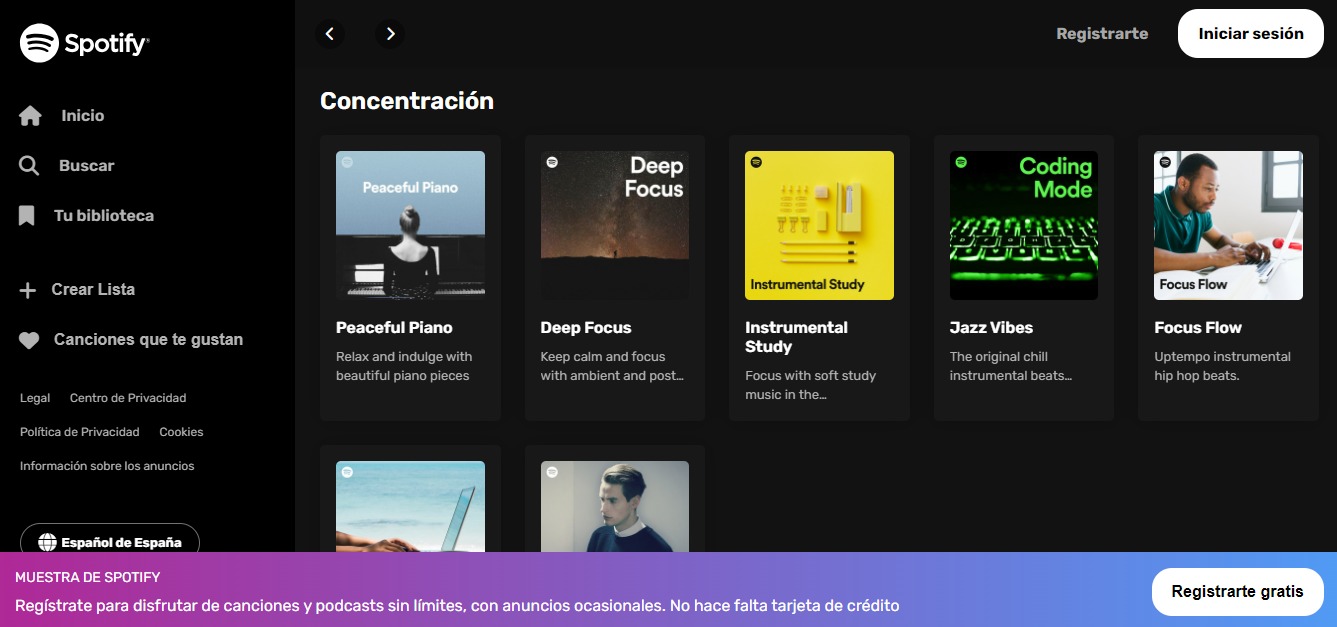 Spotify®
Inicio
Buscar
Tu biblioteca
Crear Lista
Canciones que te gustan
Legal Centro de Privacidad
Política de Privacidad Cookies
Información sobre los anuncios
Español de España
Registrarte Iniciar sesión
Concentración
Peaceful Piano
Peaceful Piano
Relax and indulge with
beautiful piano pieces
Deep
Focus
Deep Focus
Keep calm and focus
with ambient and post…
Instrumental Study
Instrumental
Study
Focus with soft study
music in the…
Coding
Mode
Jazz Vibes
The original chill
instrumental beats…
Focus Flow
Focus Flow
Uptempo instrumental
hip hop beats.
MUESTRA DE SPOTIFY
Regístrate para disfrutar de canciones y podcasts sin límites, con anuncios ocasionales. No hace falta tarjeta de crédito
Registrarte gratis